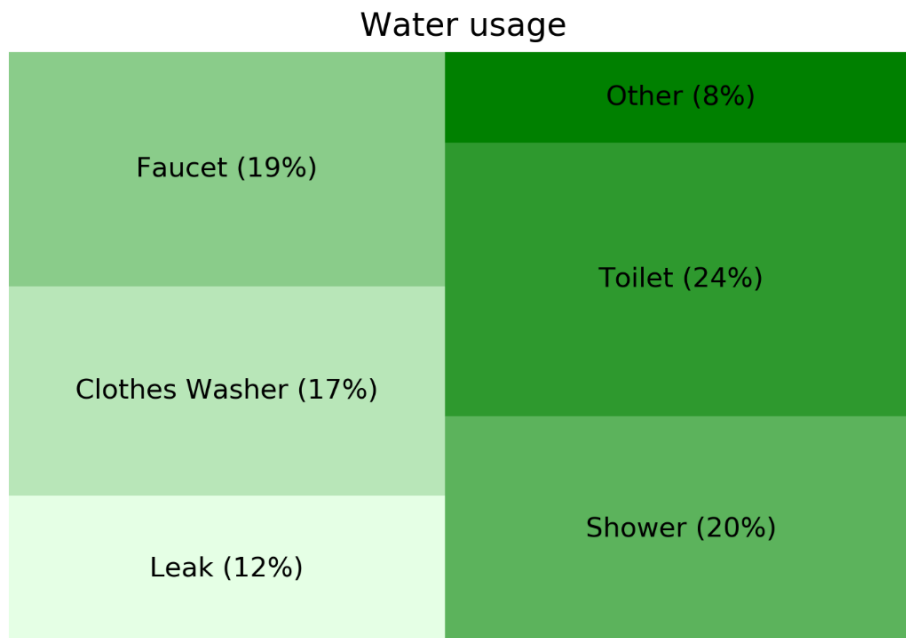 Water usage
Faucet (19%)
Clothes Washer (17%)
Leak (12%)
Other (8%)
Toilet (24%)
Shower (20%)